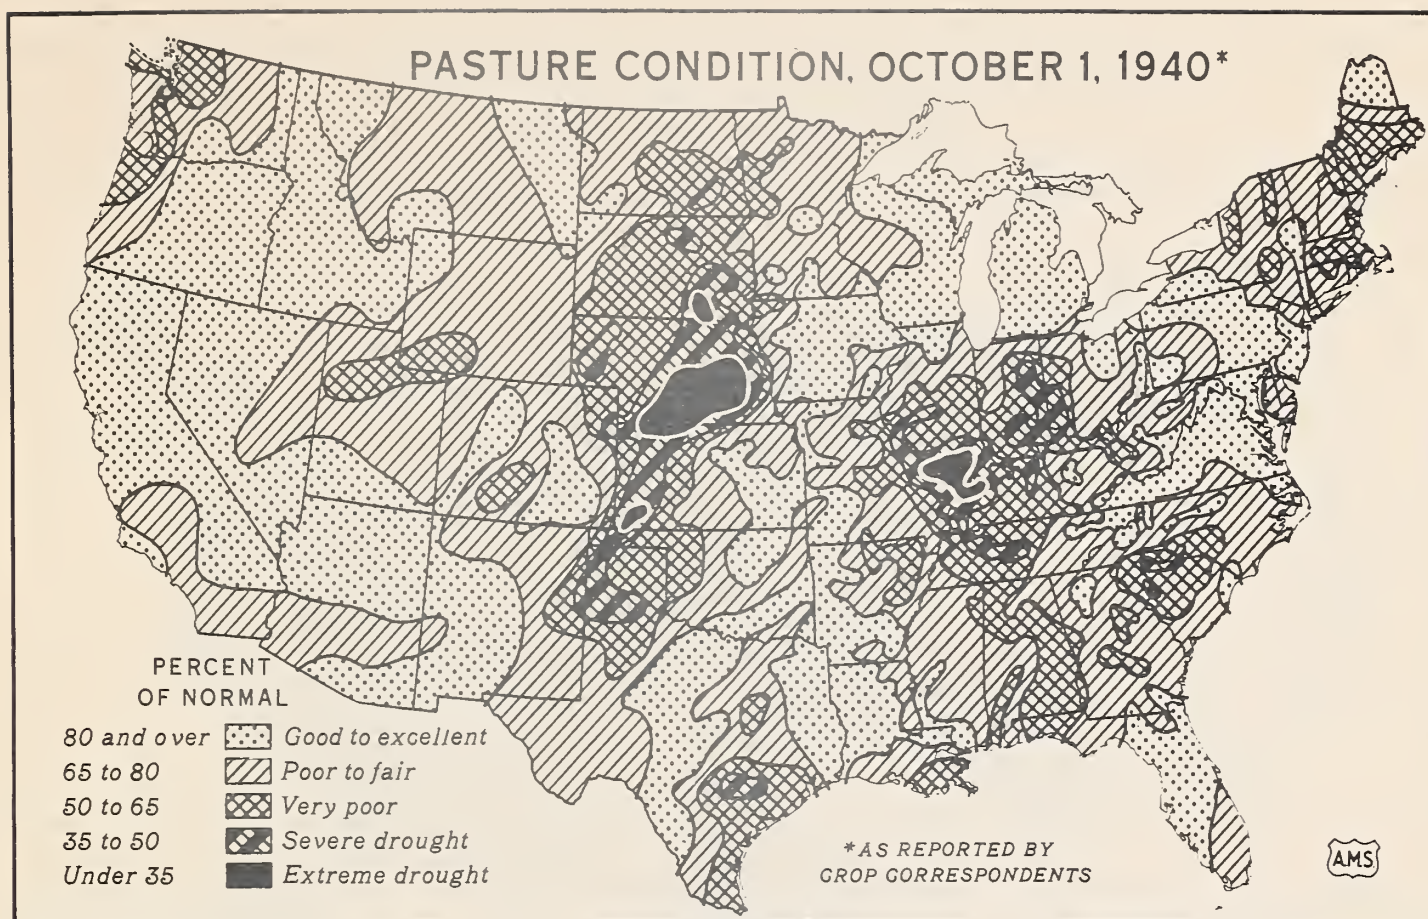 PASTURE CONDITION, OCTOBER 1, 1940*
PERCENT
OF NORMAL
80 and over Good to excellent
65 to 80 Poor to fair
50 to 65 Very poor
35 to 50 Severe drought
Under 35 Extreme drought
*AS REPORTED BY
CROP CORRESPONDENTS
A.M.S.